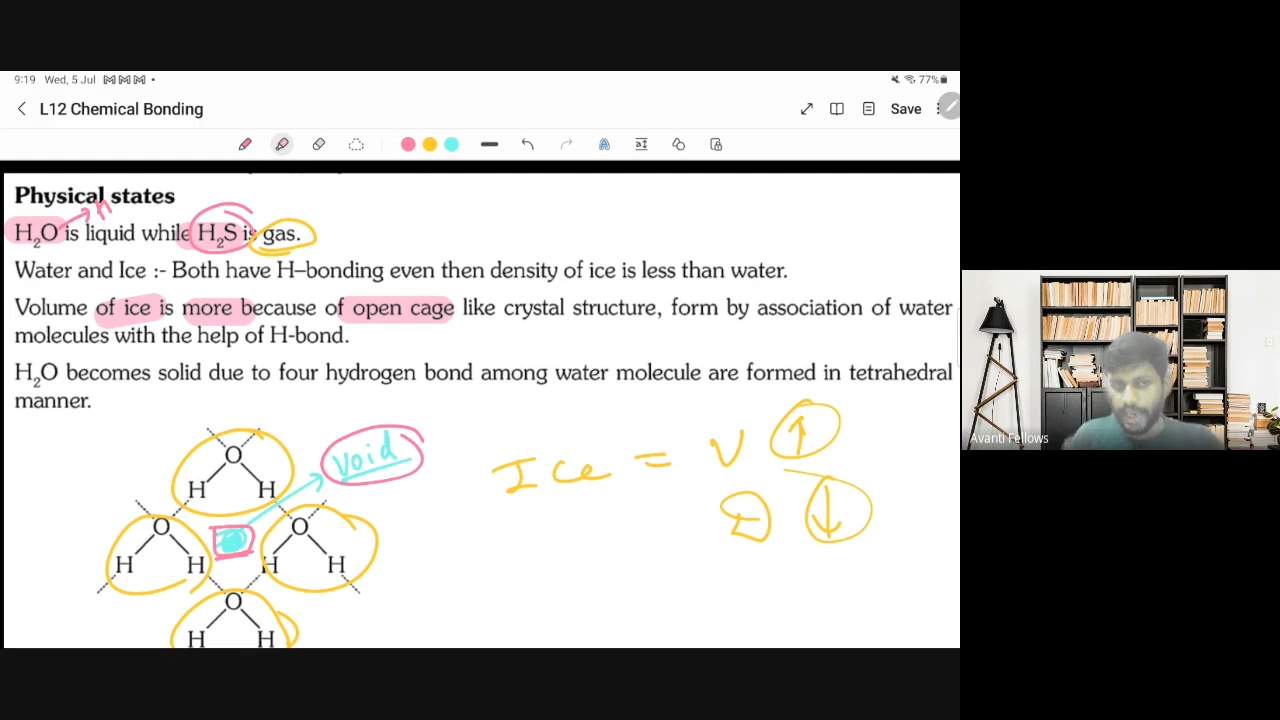 9:19 Wed, 5 Jul M M M • 77%
L12 Chemical Bonding Save
Physical states
H₂O is liquid while H₂S is gas.
Water and Ice :- Both have H–bonding even then density of ice is less than water.
Volume of ice is more because of open cage like crystal structure, form by association of water
molecules with the help of H-bond.
H₂O becomes solid due to four hydrogen bond among water molecule are formed in tetrahedral
manner.
void
Ice = V ↑
D ↓
O
H H
O O
H H H H
O
H H
Avanti Fellows